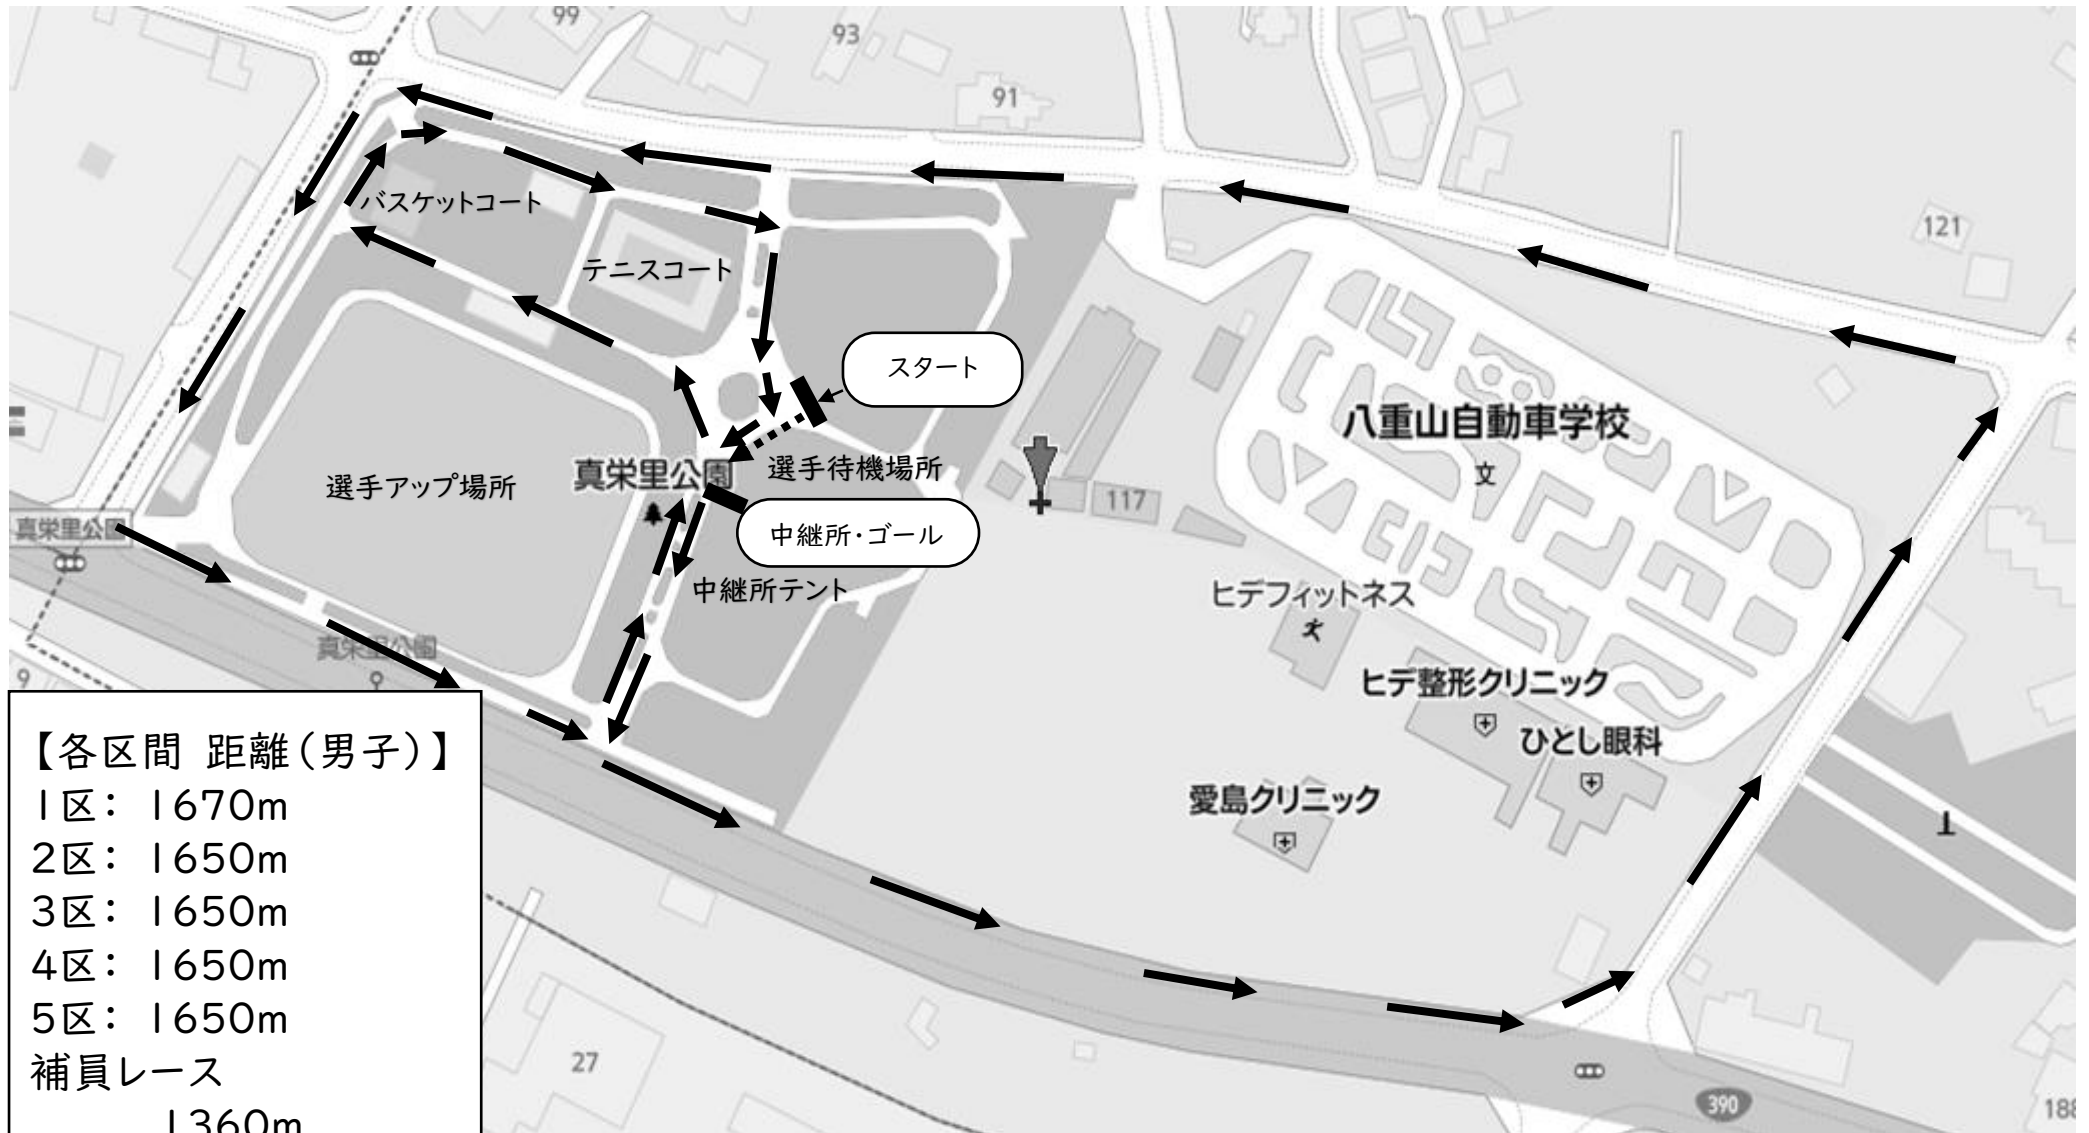 99
93
91
121
バスケットコート
テニスコート
スタート
八重山自動車学校
文
選手待機場所
真栄里公園
選手アップ場所
117
真栄里公園
中継所・ゴール
中継所テント
ヒデフィットネス
真栄里公園
ヒデ整形クリニック
ひとし眼科
愛島クリニック
9
【各区間 距離(男子)】
1区: 1670m
2区: 1650m
3区: 1650m
4区: 1650m
5区: 1650m
補員レース
1360m
27
390
188